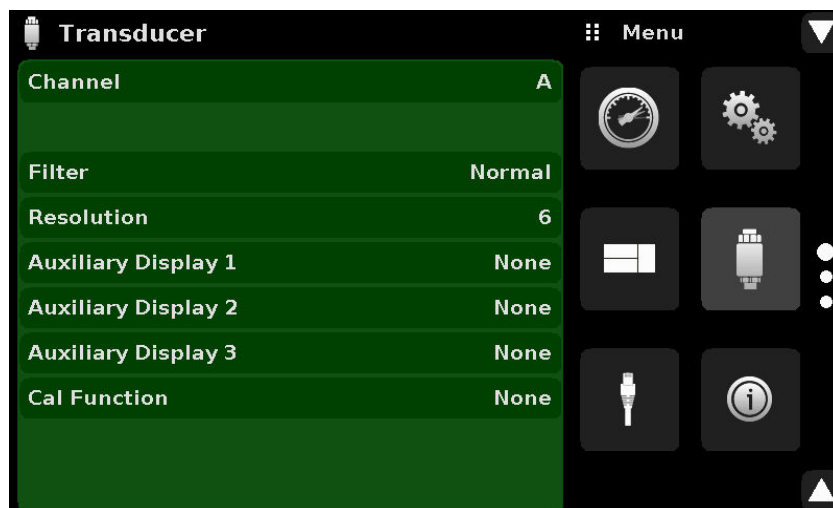 Transducer
Menu
Channel A
Filter Normal
Resolution 6
Auxiliary Display 1 None
Auxiliary Display 2 None
Auxiliary Display 3 None
Cal Function None